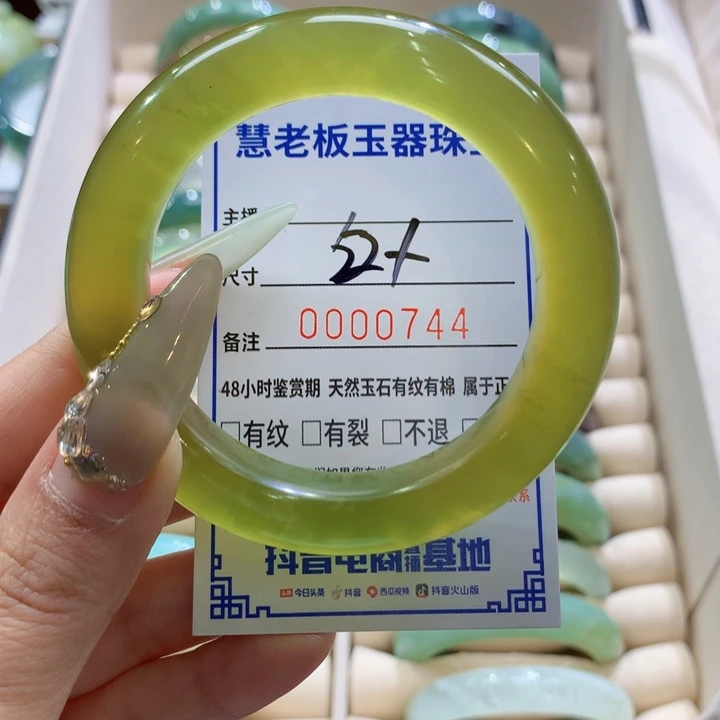 慧老板玉器珠
主播
52+
尺寸
备注 0000744
48小时鉴赏期 天然玉石有纹有棉 属于正
□有纹 □有裂 □不退
抖音电商直播基地
头条 今日头条 抖音 西瓜视频 抖音火山版